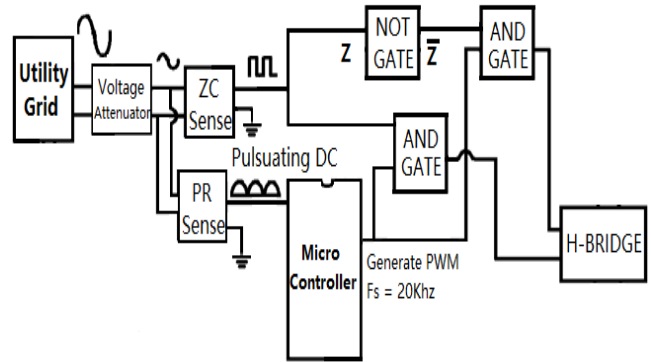 Utility
Grid
Voltage
Attenuator
ZC
Sense
Z
NOT
GATE
Z̅
AND
GATE
Pulsuating DC
AND
GATE
PR
Sense
Micro
Controller
Generate PWM
Fs = 20Khz
H-BRIDGE